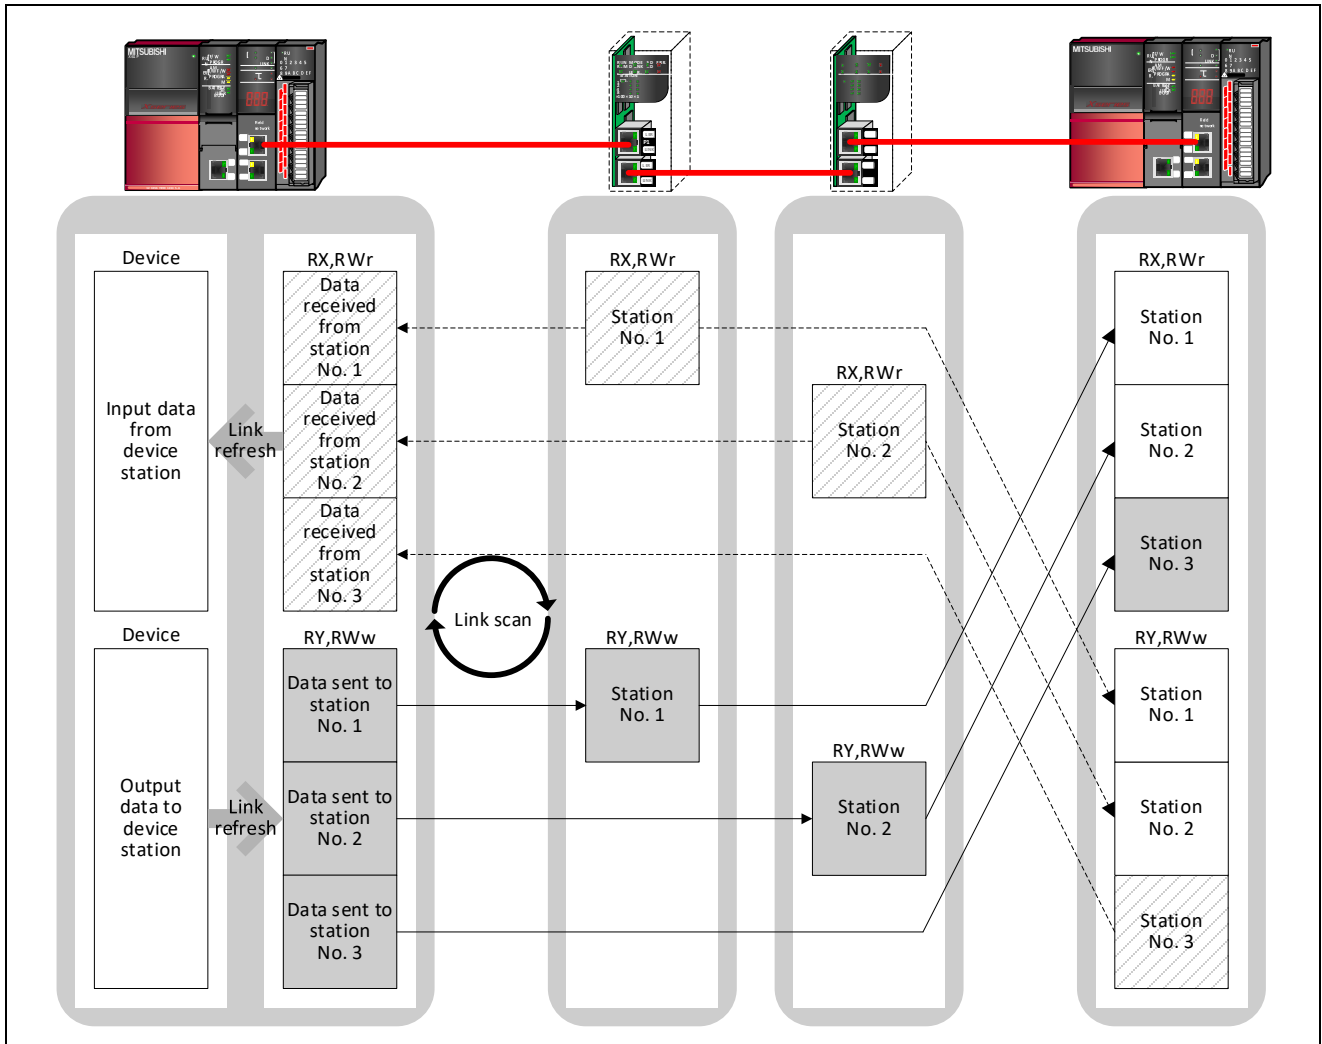 MITSUBISHI
MITSUBISHI
Device
Input data
from
device
station
Link
refresh
RX,RWr
Data
received
from
station
No. 1
Data
received
from
station
No. 2
Data
received
from
station
No. 3
RX,RWr
Station
No. 1
RX,RWr
Station
No. 2
RX,RWr
Station
No. 1
Station
No. 2
Station
No. 3
Link scan
Device
Output
data to
device
station
Link
refresh
RY,RWw
Data sent to
station
No. 1
Data sent to
station
No. 2
Data sent to
station
No. 3
RY,RWw
Station
No. 1
RY,RWw
Station
No. 2
RY,RWw
Station
No. 1
Station
No. 2
Station
No. 3